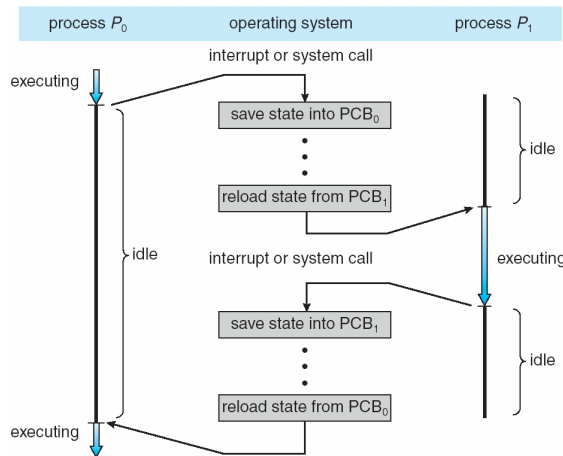 process P₀ operating system process P₁
interrupt or system call
executing
save state into PCB₀
idle
reload state from PCB₁
idle
interrupt or system call
executing
save state into PCB₁
idle
reload state from PCB₀
executing